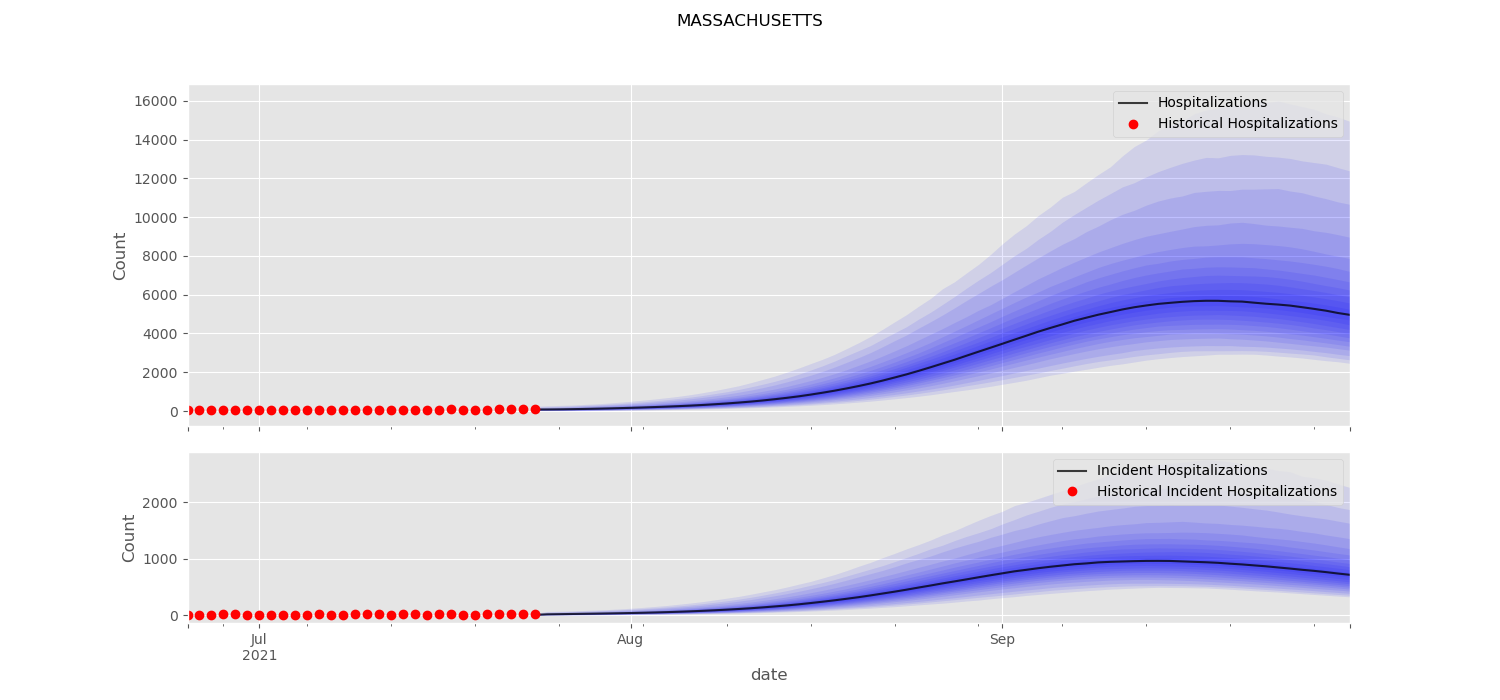 MASSACHUSETTS
16000
14000
12000
10000
8000
6000
4000
2000
0
Count
Hospitalizations
Historical Hospitalizations
2000
1000
0
Count
Incident Hospitalizations
Historical Incident Hospitalizations
Jul
2021
Aug
Sep
date